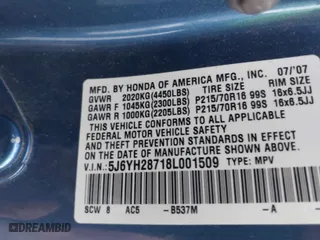 MFD. BY HONDA OF AMERICA MFG., INC. 07/'07
GVWR 2020KG(4450LBS) TIRE SIZE RIM SIZE
GAWR F 1045KG(2300LBS) P215/70R16 99S 16x6.5JJ
GAWR R 1000KG(2205LBS) P215/70R16 99S 16x6.5JJ
THIS VEHICLE CONFORMS TO ALL APPLICABLE
FEDERAL MOTOR VEHICLE SAFETY
AND THEFT PREVENTION STANDARDS IN EFFECT ON THE
DATE OF MANUFACTURE SHOWN ABOVE.
V.I.N: 5J6YH28718L001509 TYPE: MPV
SCW 8 AC5 -B537M -A -
© DREAMBID